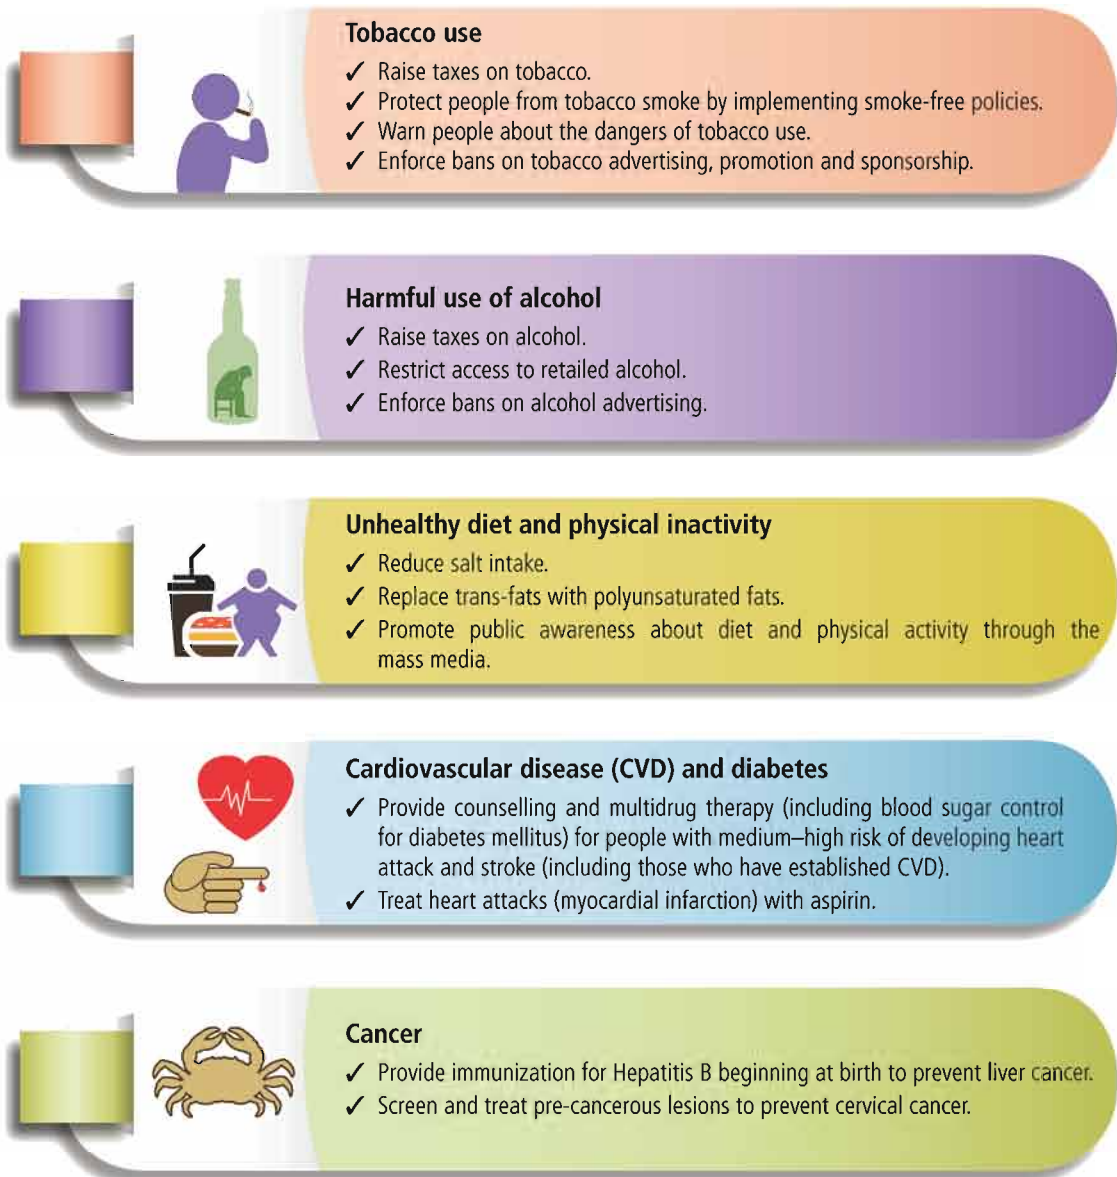 Tobacco use
✓ Raise taxes on tobacco.
✓ Protect people from tobacco smoke by implementing smoke-free policies.
✓ Warn people about the dangers of tobacco use.
✓ Enforce bans on tobacco advertising, promotion and sponsorship.
Harmful use of alcohol
✓ Raise taxes on alcohol.
✓ Restrict access to retailed alcohol.
✓ Enforce bans on alcohol advertising.
Unhealthy diet and physical inactivity
✓ Reduce salt intake.
✓ Replace trans-fats with polyunsaturated fats.
✓ Promote public awareness about diet and physical activity through the
mass media.
Cardiovascular disease (CVD) and diabetes
✓ Provide counselling and multidrug therapy (including blood sugar control
for diabetes mellitus) for people with medium–high risk of developing heart
attack and stroke (including those who have established CVD).
✓ Treat heart attacks (myocardial infarction) with aspirin.
Cancer
✓ Provide immunization for Hepatitis B beginning at birth to prevent liver cancer.
✓ Screen and treat pre-cancerous lesions to prevent cervical cancer.